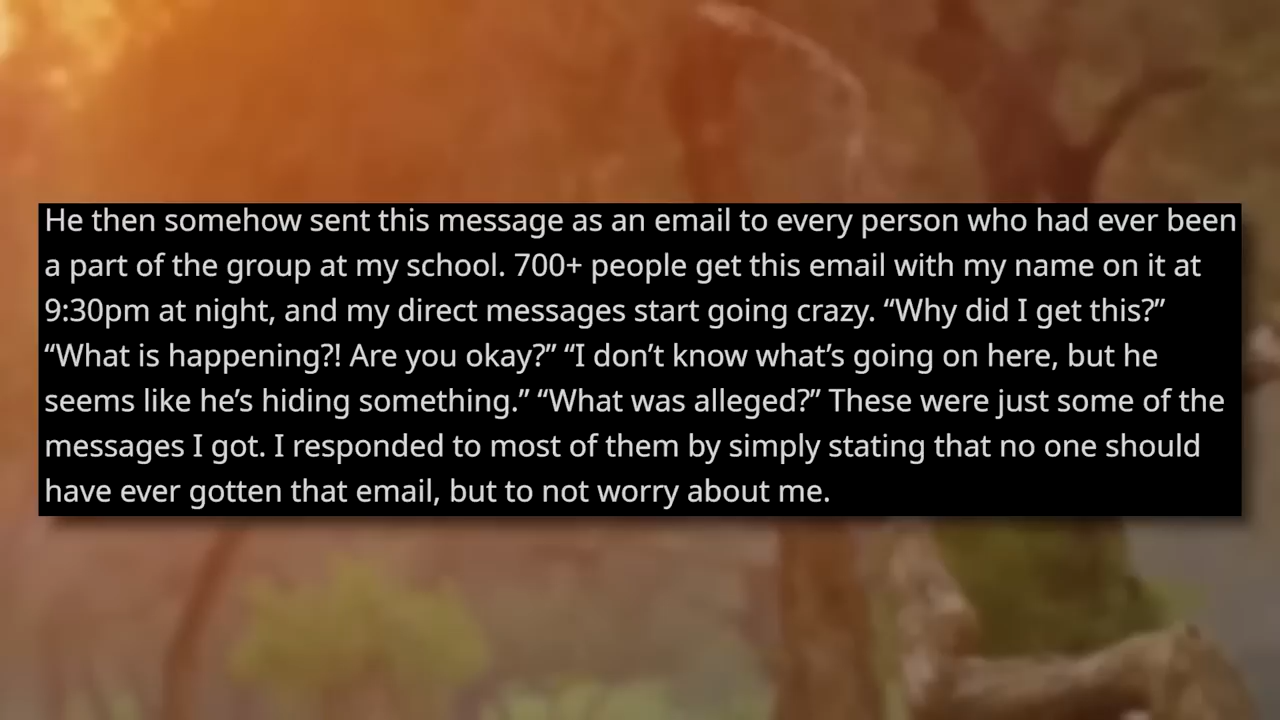 He then somehow sent this message as an email to every person who had ever been
a part of the group at my school. 700+ people get this email with my name on it at
9:30pm at night, and my direct messages start going crazy. “Why did I get this?”
“What is happening?! Are you okay?” “I don’t know what’s going on here, but he
seems like he’s hiding something.” “What was alleged?” These were just some of the
messages I got. I responded to most of them by simply stating that no one should
have ever gotten that email, but to not worry about me.